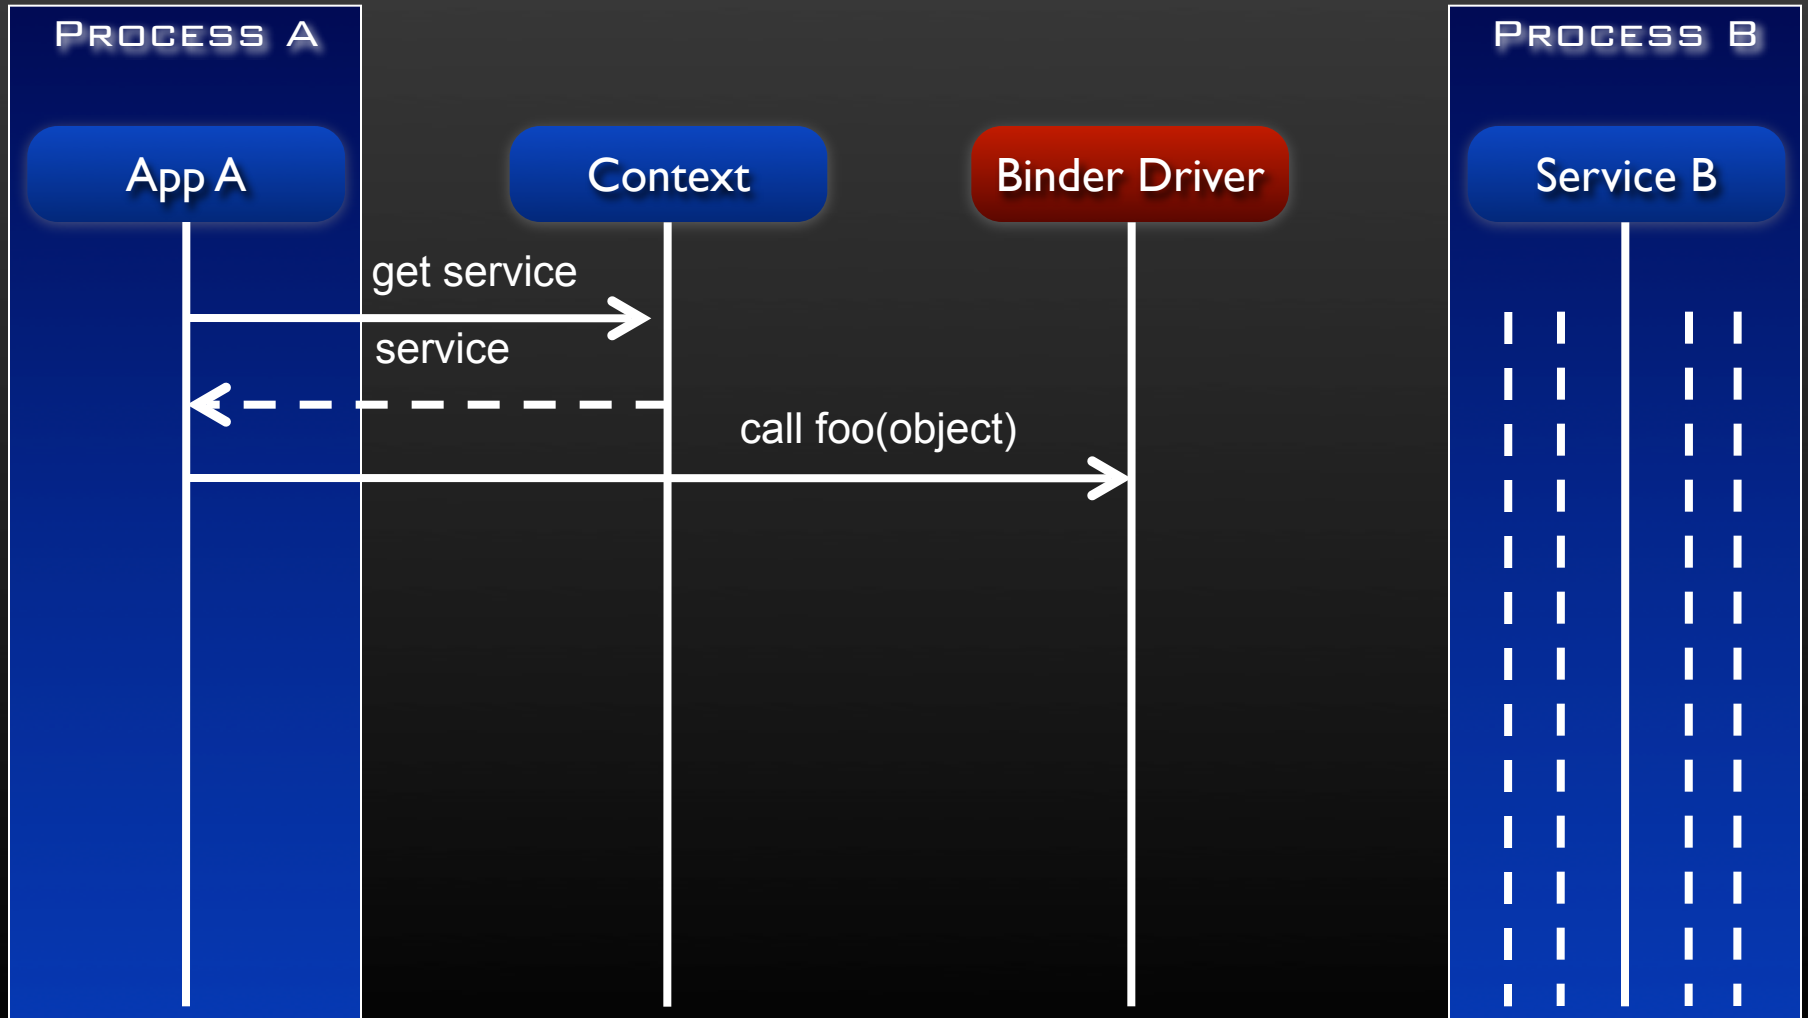 Process A
Process B
App A
Context
Binder Driver
Service B
get service
service
call foo(object)